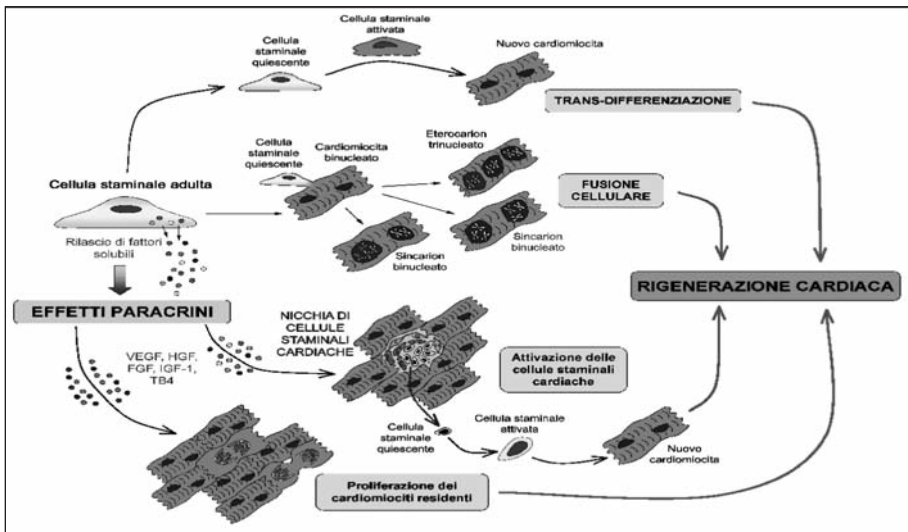 Cellula staminale
attivata
Cellula
staminale
quiescente
Nuovo cardiomiocita
TRANS-DIFFERENZIAZIONE
Cellula
staminale
quiescente
Cardiomiocita
binucleato
Eterocarion
trinucleato
FUSIONE
CELLULARE
Cellula staminale adulta
Rilascio di fattori
solubili
Sincarion
binucleato
Sincarion
binucleato
RIGENERAZIONE CARDIACA
EFFETTI PARACRINI
NICCHIA DI
CELLULE
STAMINALI
CARDIACHE
VEGF, HGF,
FGF, IGF-1,
TB4
Attivazione delle
cellule staminali
cardiache
Cellula
staminale
quiescente
Cellula staminale
attivata
Nuovo
cardiomiocita
Proliferazione dei
cardiomiociti residenti